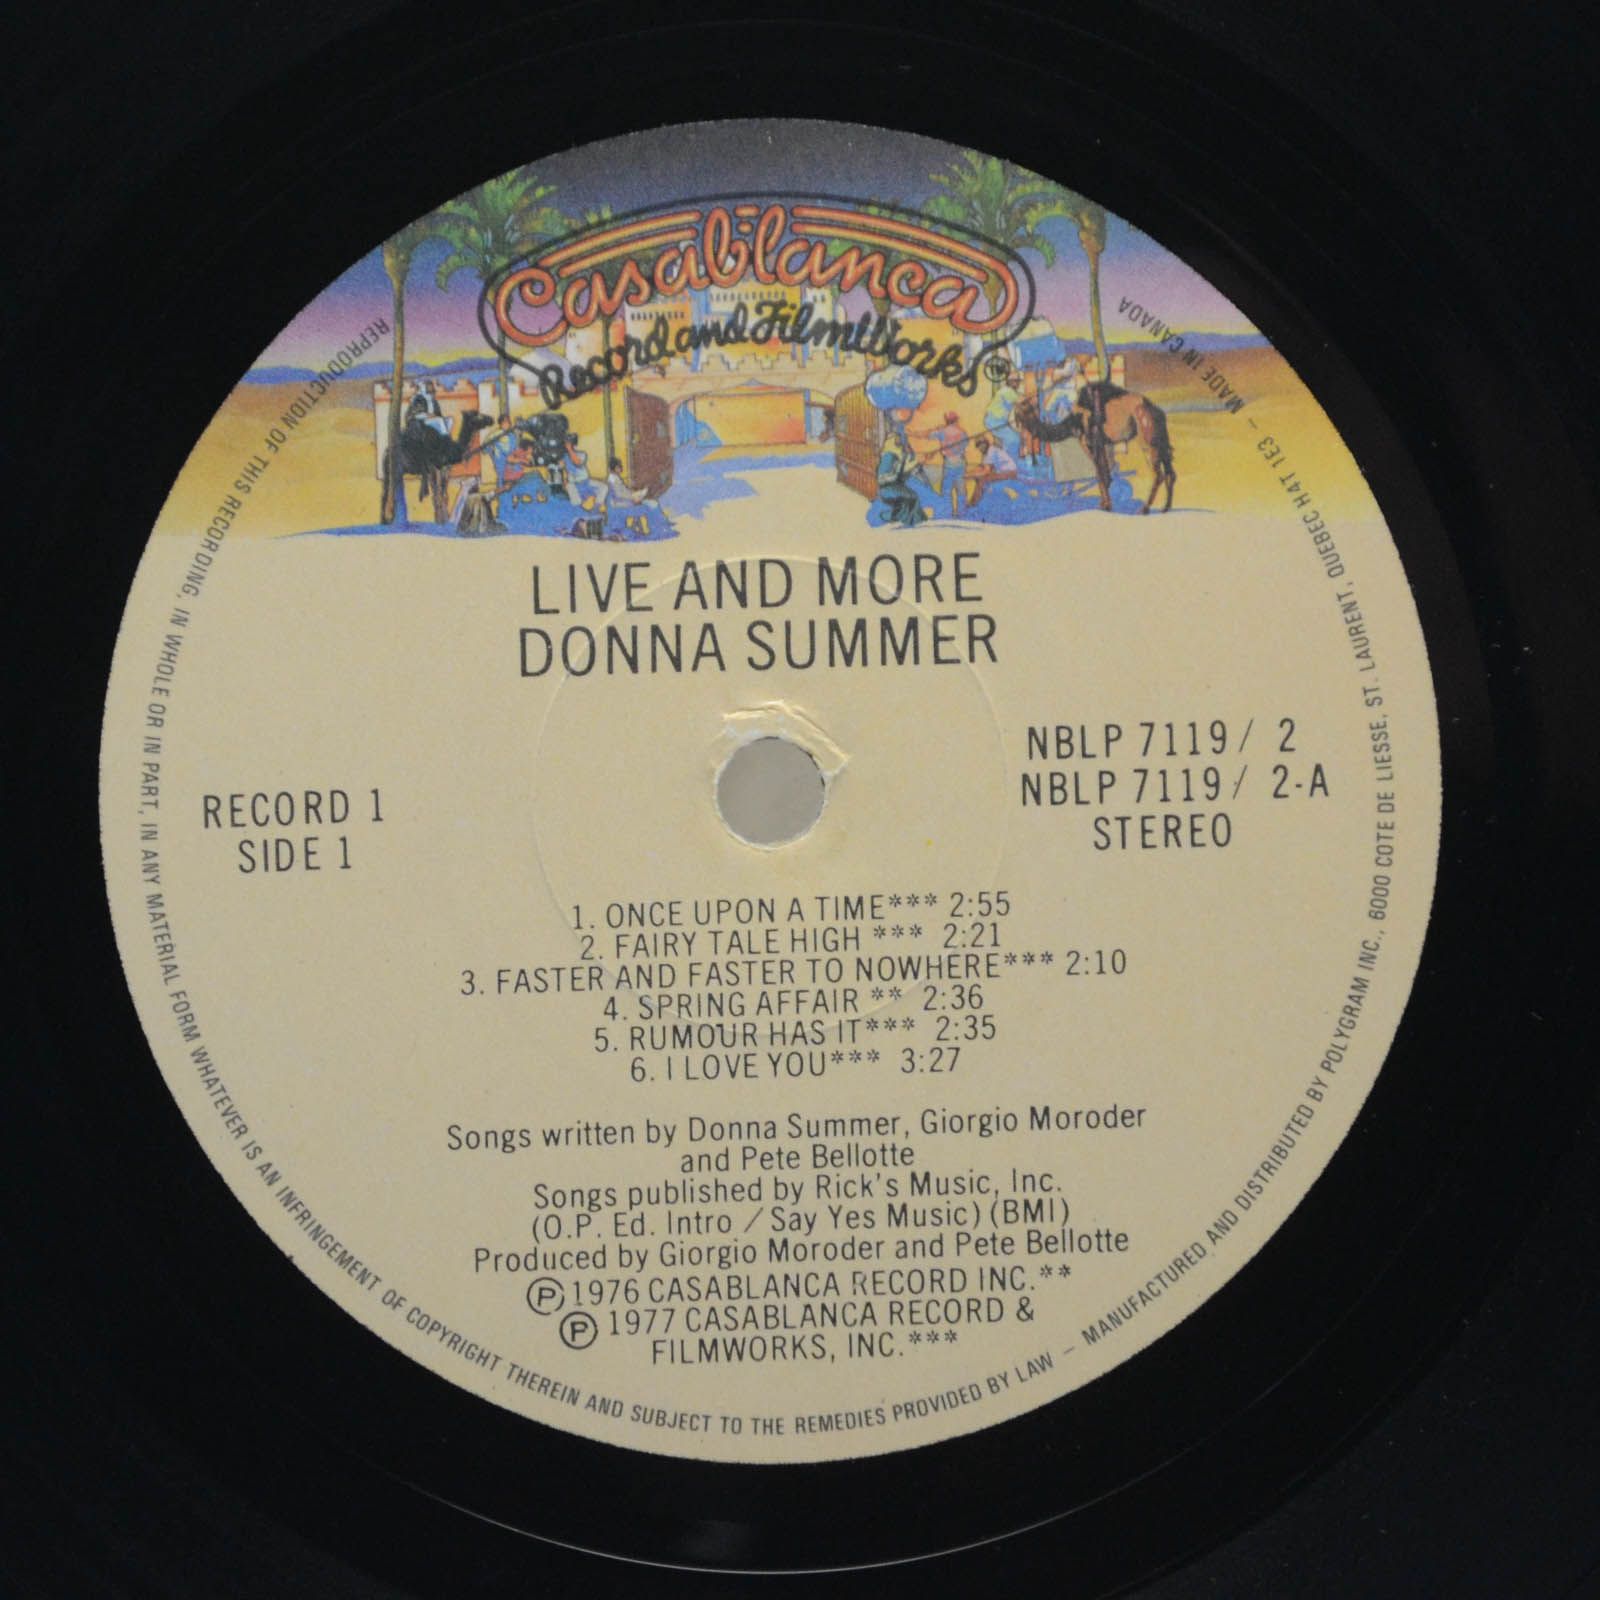 Casablanca
Record and FilmWorks™
LIVE AND MORE
DONNA SUMMER
NBLP 7119/ 2
NBLP 7119/ 2-A
STEREO
RECORD 1
SIDE 1
1. ONCE UPON A TIME*** 2:55
2. FAIRY TALE HIGH *** 2:21
3. FASTER AND FASTER TO NOWHERE*** 2:10
4. SPRING AFFAIR ** 2:36
5. RUMOUR HAS IT*** 2:35
6. I LOVE YOU*** 3:27
Songs written by Donna Summer, Giorgio Moroder
and Pete Bellotte
Songs published by Rick's Music, Inc.
(O.P. Ed. Intro / Say Yes Music) (BMI)
Produced by Giorgio Moroder and Pete Bellotte
℗ 1976 CASABLANCA RECORD INC.**
℗ 1977 CASABLANCA RECORD &
FILMWORKS, INC.***
REPRODUCTION OF THIS RECORDING, IN WHOLE OR IN PART, IN ANY MATERIAL FORM WHATEVER IS AN INFRINGEMENT OF COPYRIGHT THEREIN AND SUBJECT TO THE REMEDIES PROVIDED BY LAW – MANUFACTURED AND DISTRIBUTED BY POLYGRAM INC., 6000 COTE DE LIESSE, ST. LAURENT, QUEBEC H4T 1E3 – MADE IN CANADA